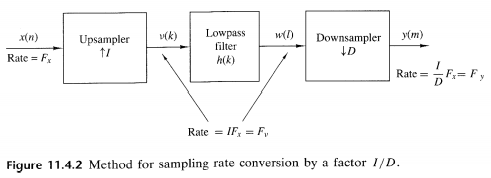 x(n)
Rate = Fx
Upsampler
↑I
v(k)
Lowpass
filter
h(k)
w(l)
Downsampler
↓D
y(m)
Rate = I/D Fx = Fy
Rate = IFx = Fv
Figure 11.4.2 Method for sampling rate conversion by a factor I/D.